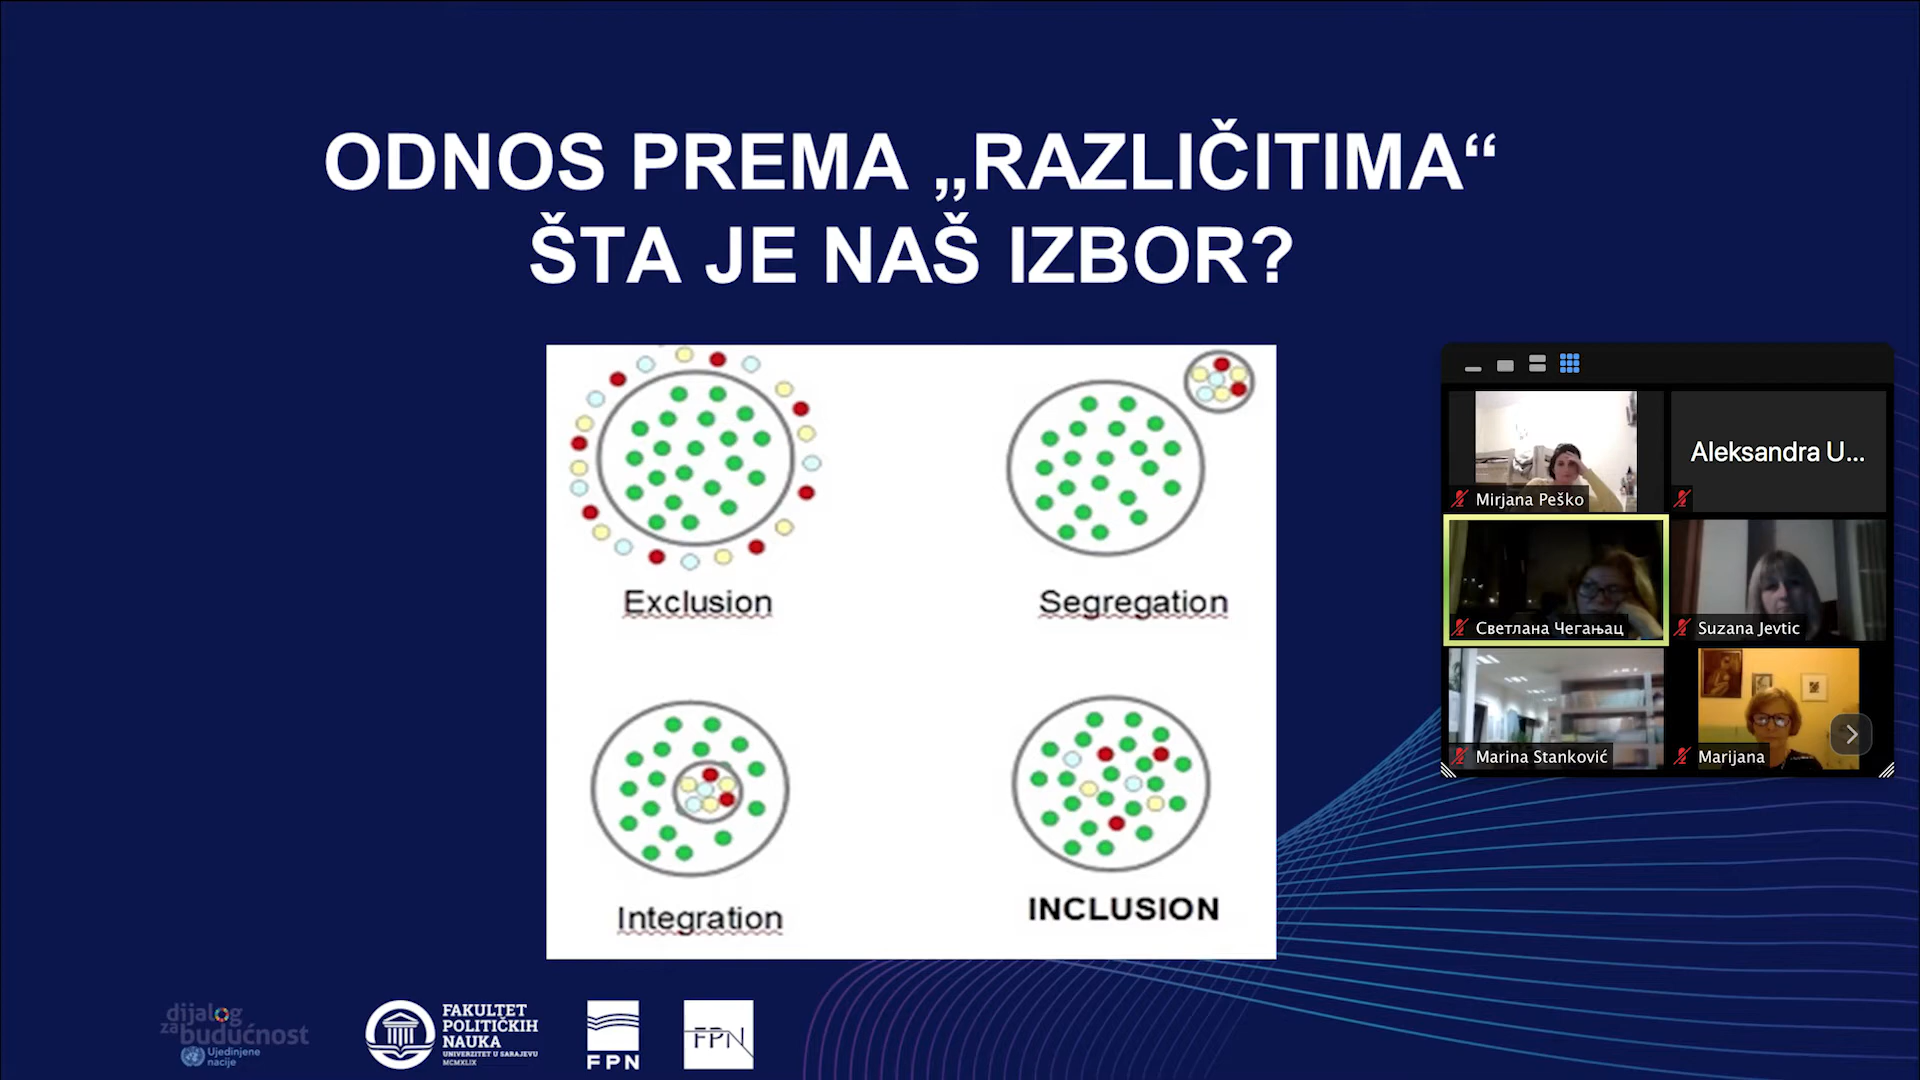 ODNOS PREMA „RAZLIČITIMA“
ŠTA JE NAŠ IZBOR?
Exclusion
Segregation
Integration
INCLUSION
Mirjana Peško
Aleksandra U...
Светлана Чегањац
Suzana Jevtic
Marina Stanković
Marijana
dijalog
za budućnost
Ujedinjene
nacije
FAKULTET
POLITIČKIH
NAUKA
UNIVERZITET U SARAJEVU
MCMXLIX
FPN
FPN